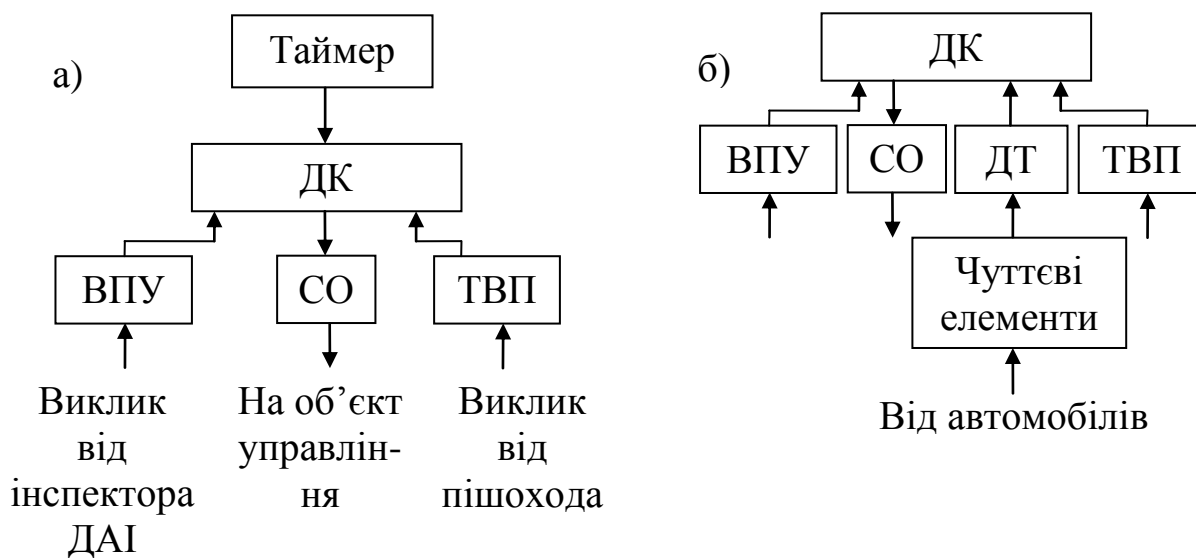 а)
Таймер
ДК
ВПУ
СО
ТВП
Виклик
від
інспектора
ДАІ
На об’єкт
управлін-
ня
Виклик
від
пішохода
б)
ДК
ВПУ
СО
ДТ
ТВП
Чуттєві
елементи
Від автомобілів